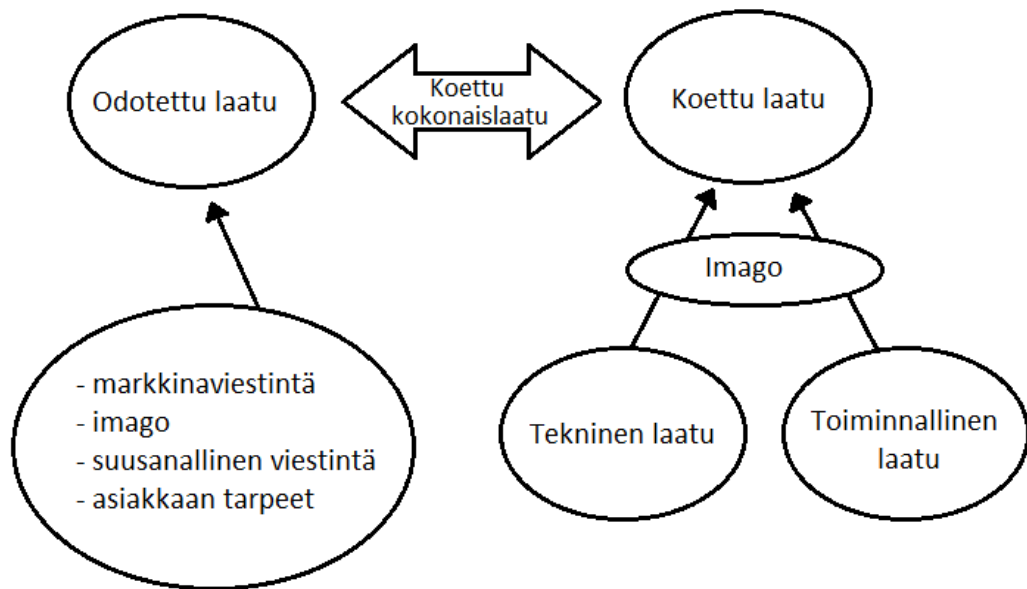 Odotettu laatu
Koettu
kokonaislaatu
Koettu laatu
Imago
- markkinaviestintä
- imago
- suusanallinen viestintä
- asiakkaan tarpeet
Tekninen laatu
Toiminnallinen
laatu